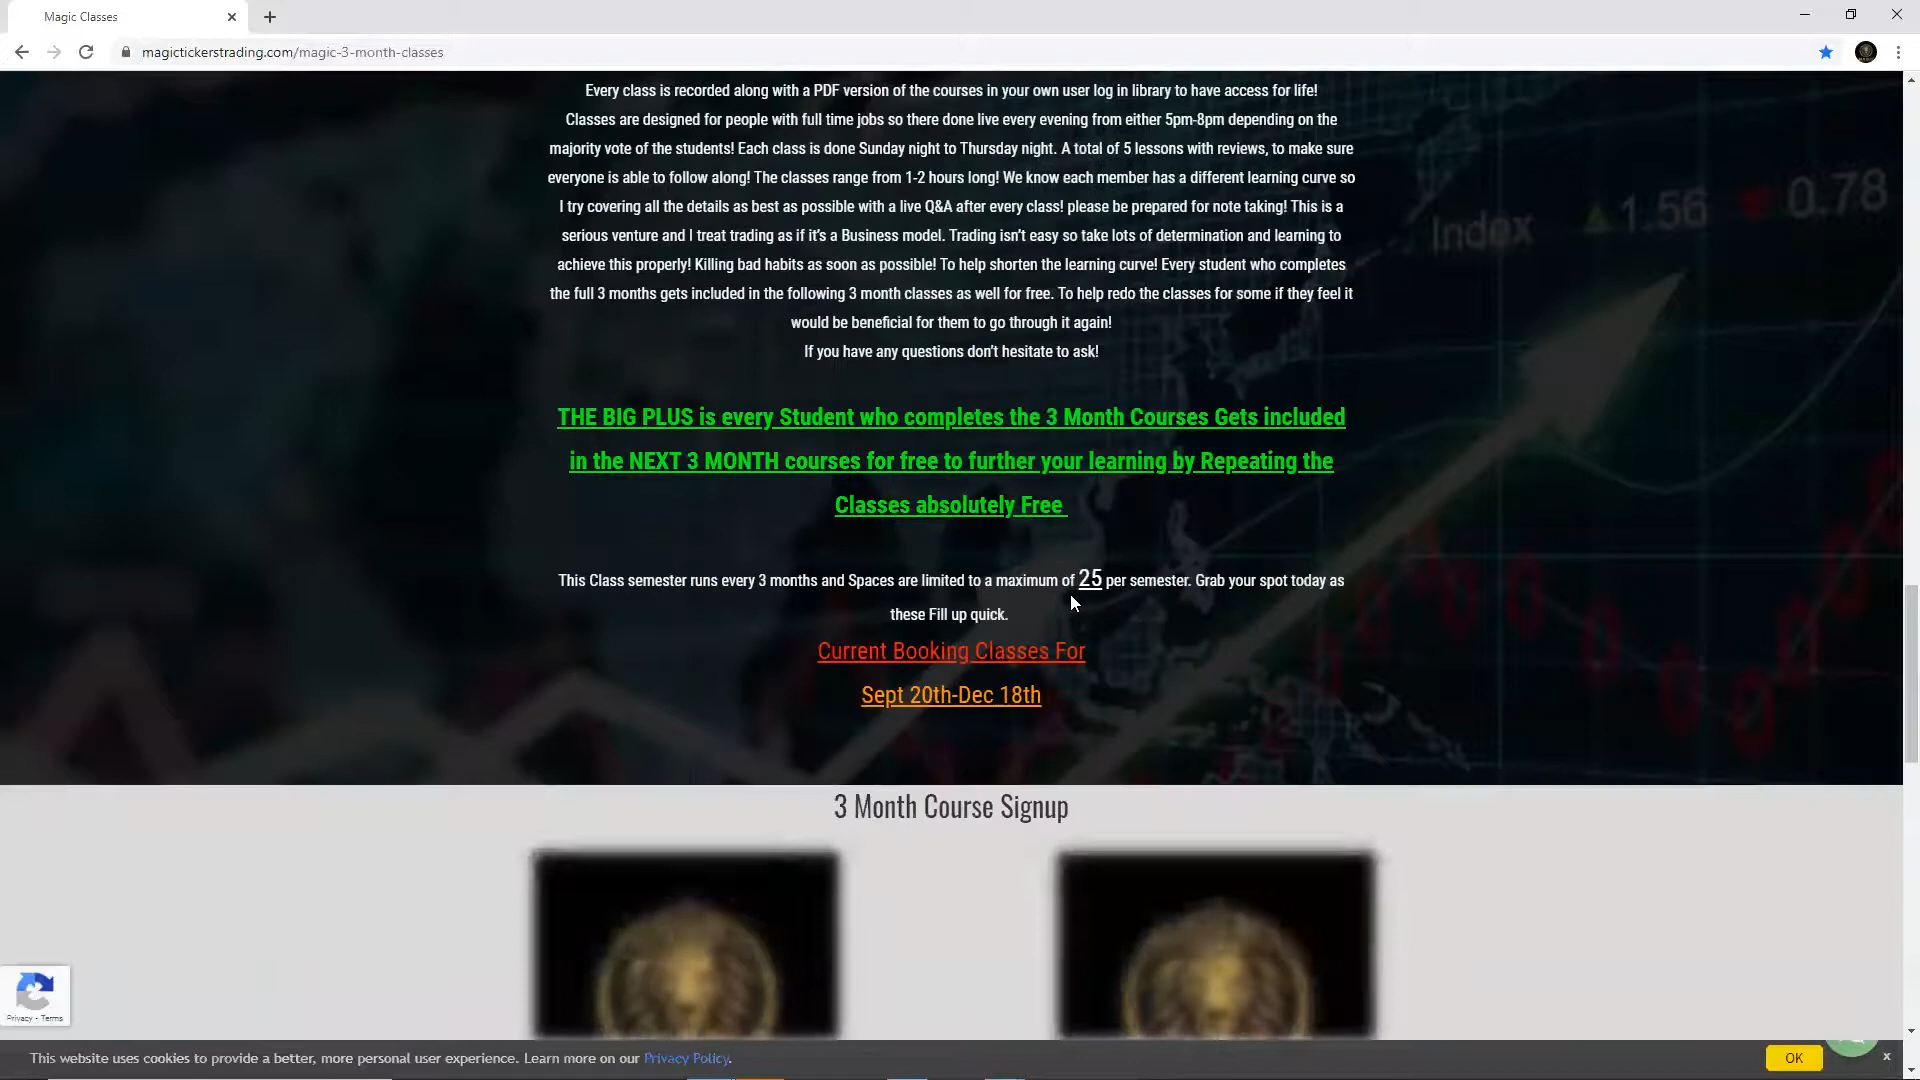 Magic Classes
magictickerstrading.com/magic-3-month-classes
Every class is recorded along with a PDF version of the courses in your own user log in library to have access for life!
Classes are designed for people with full time jobs so there done live every evening from either 5pm-8pm depending on the
majority vote of the students! Each class is done Sunday night to Thursday night. A total of 5 lessons with reviews, to make sure
everyone is able to follow along! The classes range from 1-2 hours long! We know each member has a different learning curve so
I try covering all the details as best as possible with a live Q&A after every class! please be prepared for note taking! This is a
serious venture and I treat trading as if it's a Business model. Trading isn't easy so take lots of determination and learning to
achieve this properly! Killing bad habits as soon as possible! To help shorten the learning curve! Every student who completes
the full 3 months gets included in the following 3 month classes as well for free. To help redo the classes for some if they feel it
would be beneficial for them to go through it again!
If you have any questions don't hesitate to ask!
Index 1.56 0.78
THE BIG PLUS is every Student who completes the 3 Month Courses Gets included
in the NEXT 3 MONTH courses for free to further your learning by Repeating the
Classes absolutely Free
This Class semester runs every 3 months and Spaces are limited to a maximum of 25 per semester. Grab your spot today as
these Fill up quick.
Current Booking Classes For
Sept 20th-Dec 18th
3 Month Course Signup
Privacy - Terms
This website uses cookies to provide a better, more personal user experience. Learn more on our Privacy Policy.
OK
x